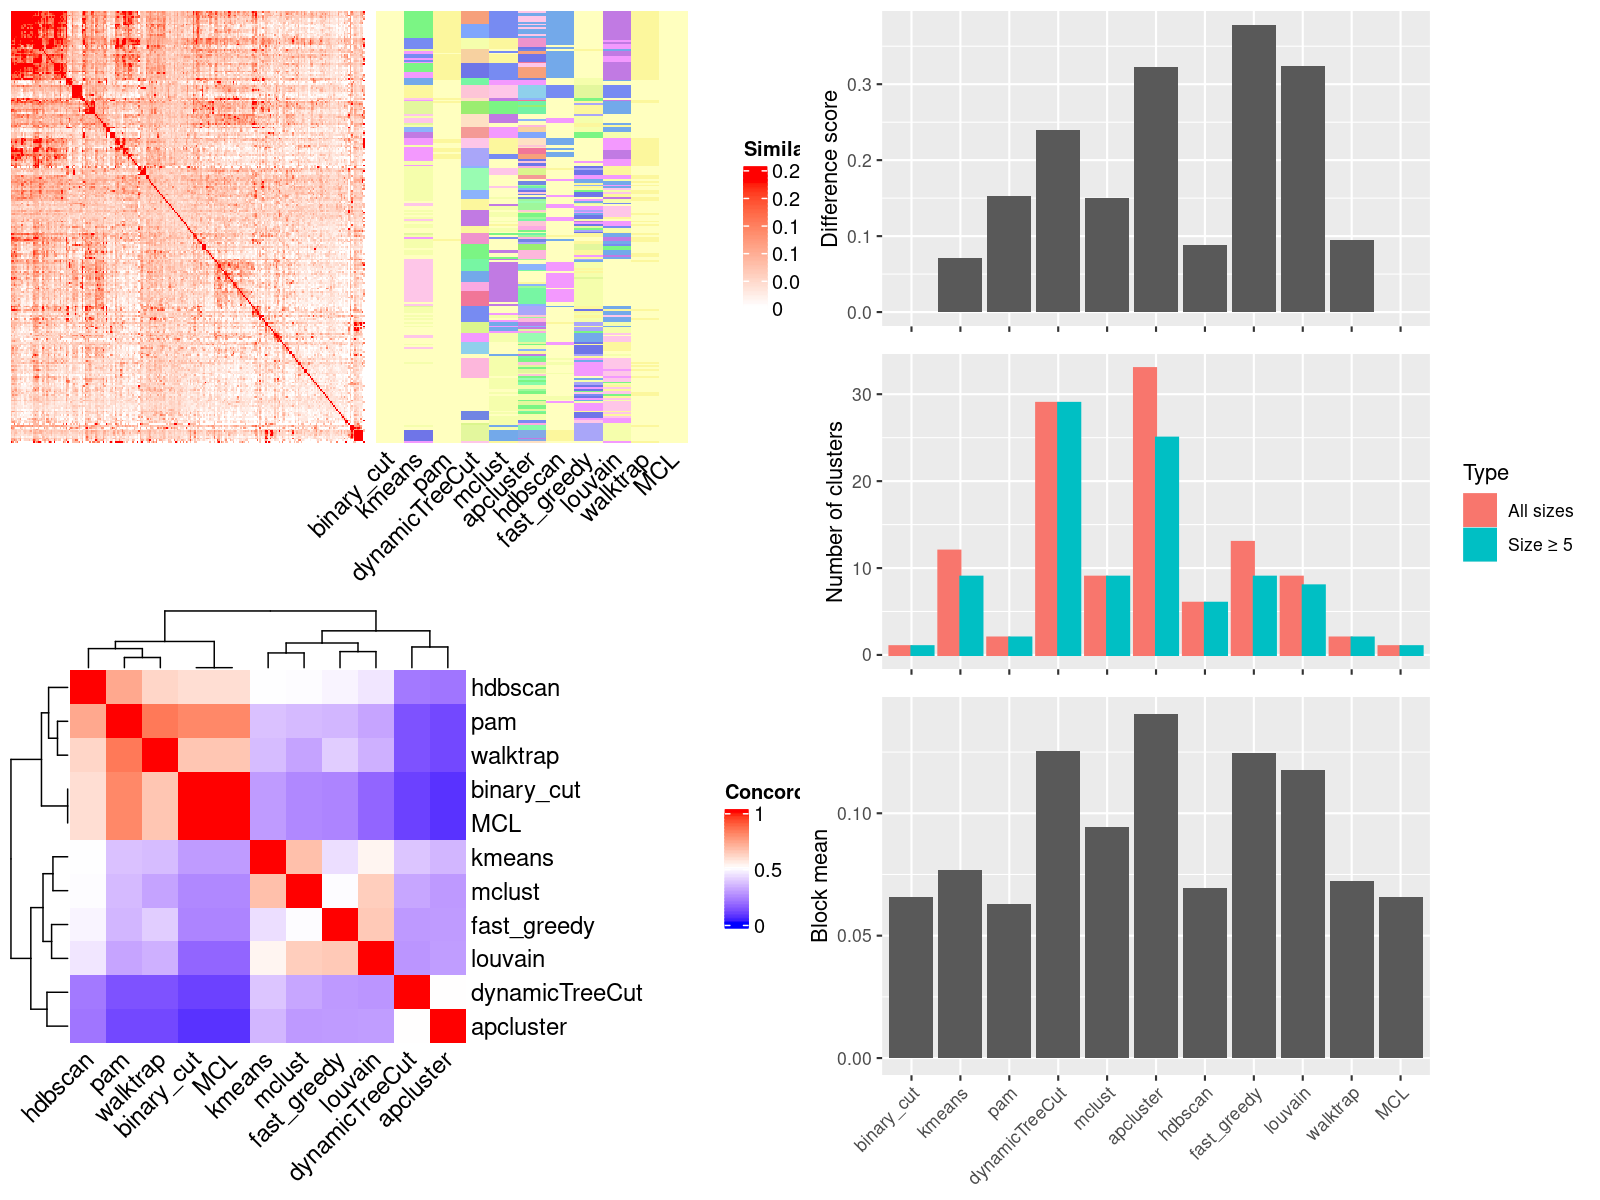 Simila
0.2
0.2
0.1
0.1
0.0
0
binary_cut
kmeans
pam
dynamicTreeCut
mclust
apcluster
hdbscan
fast_greedy
louvain
walktrap
MCL
hdbscan
pam
walktrap
binary_cut
MCL
kmeans
mclust
fast_greedy
louvain
dynamicTreeCut
apcluster
hdbscan
pam
walktrap
binary_cut
MCL
kmeans
mclust
fast_greedy
louvain
dynamicTreeCut
apcluster
Concord
1
0.5
0
Difference score
0.3
0.2
0.1
0.0
Number of clusters
30
20
10
0
Type
All sizes
Size ≥ 5
Block mean
0.10
0.05
0.00
binary_cut
kmeans
pam
dynamicTreeCut
mclust
apcluster
hdbscan
fast_greedy
louvain
walktrap
MCL